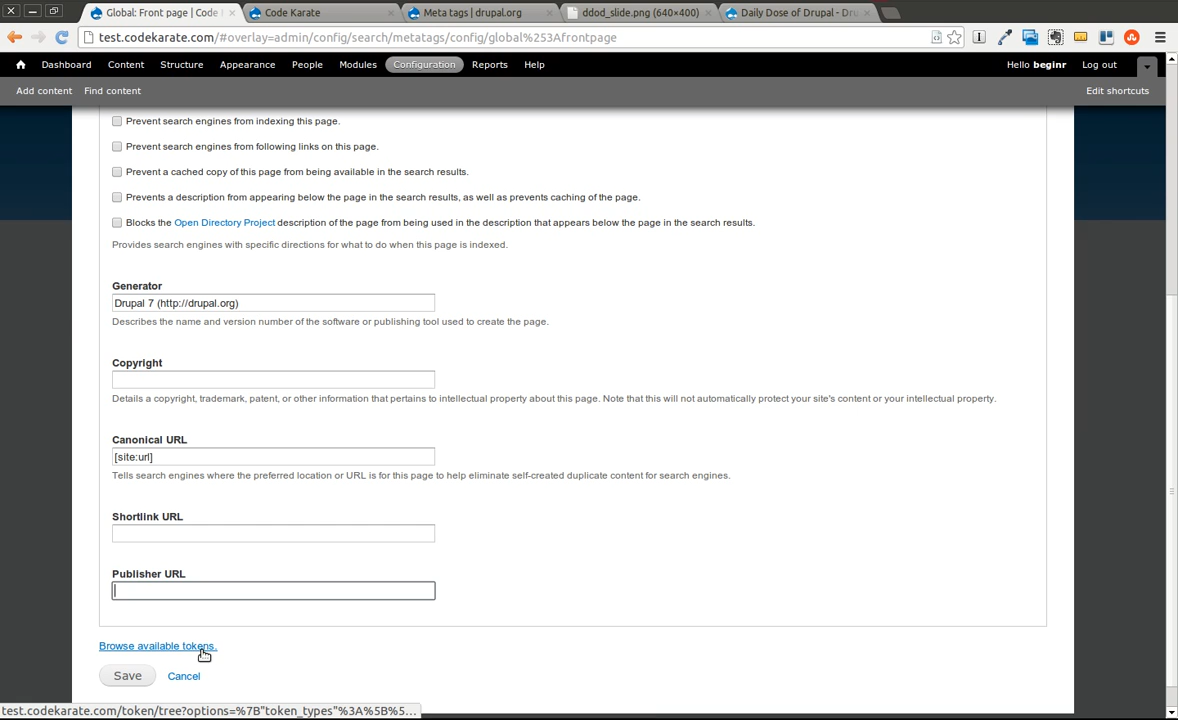 Global: Front page | Code
Code Karate
Meta tags | drupal.org
ddod_slide.png (640×400)
Daily Dose of Drupal - Dru
test.codekarate.com/#overlay=admin/config/search/metatags/config/global%253Afrontpage
Dashboard Content Structure Appearance People Modules Configuration Reports Help Hello beginr Log out
Add content Find content Edit shortcuts
Prevent search engines from indexing this page.
Prevent search engines from following links on this page.
Prevent a cached copy of this page from being available in the search results.
Prevents a description from appearing below the page in the search results, as well as prevents caching of the page.
Blocks the Open Directory Project description of the page from being used in the description that appears below the page in the search results.
Provides search engines with specific directions for what to do when this page is indexed.
Generator
Drupal 7 (http://drupal.org)
Describes the name and version number of the software or publishing tool used to create the page.
Copyright
Details a copyright, trademark, patent, or other information that pertains to intellectual property about this page. Note that this will not automatically protect your site's content or your intellectual property.
Canonical URL
[site:url]
Tells search engines where the preferred location or URL is for this page to help eliminate self-created duplicate content for search engines.
Shortlink URL
Publisher URL
Browse available tokens.
Save Cancel
test.codekarate.com/token/tree?options=%7B"token_types"%3A%5B%5...